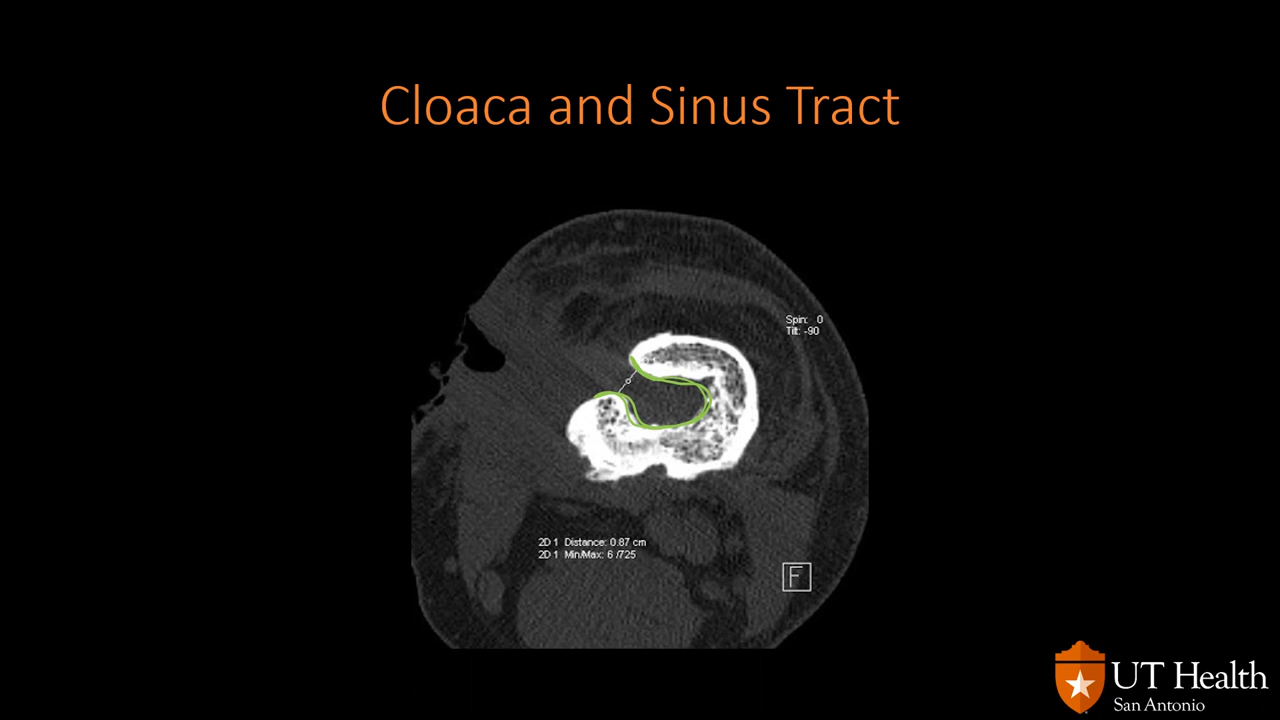 Cloaca and Sinus Tract
Spin: 0
Tilt: -90
2D 1 Distance: 0.87 cm
2D 1 Min/Max: 6 /725
F
UT Health
San Antonio